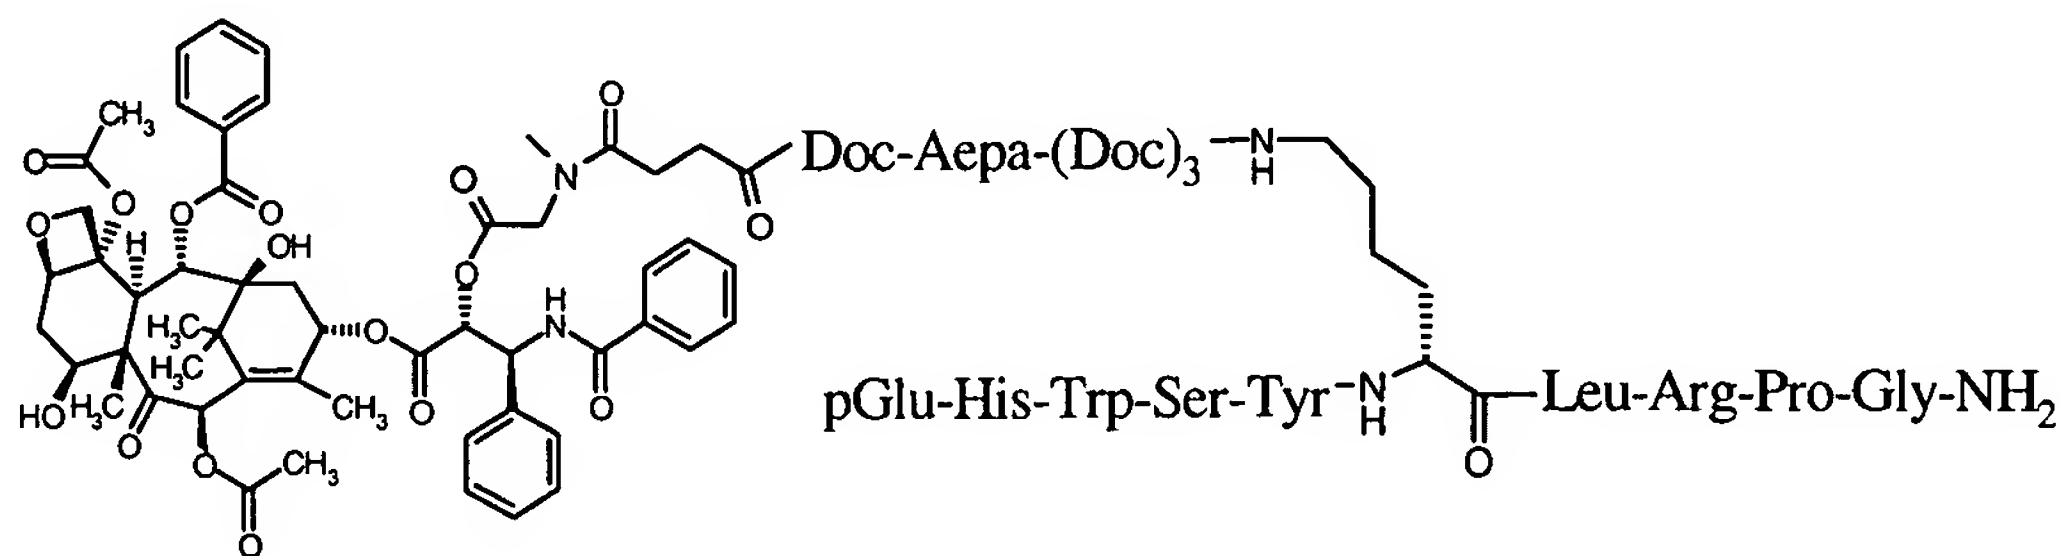 CH₃
O
O
O
O
O
H
OH
O
N
O
O
O
Doc-Aepa-(Doc)₃
N
H
H₃C
H₃C
O
O
O
H
N
O
HO
H₃C
O
CH₃
O
CH₃
O
pGlu-His-Trp-Ser-Tyr
N
H
O
Leu-Arg-Pro-Gly-NH₂